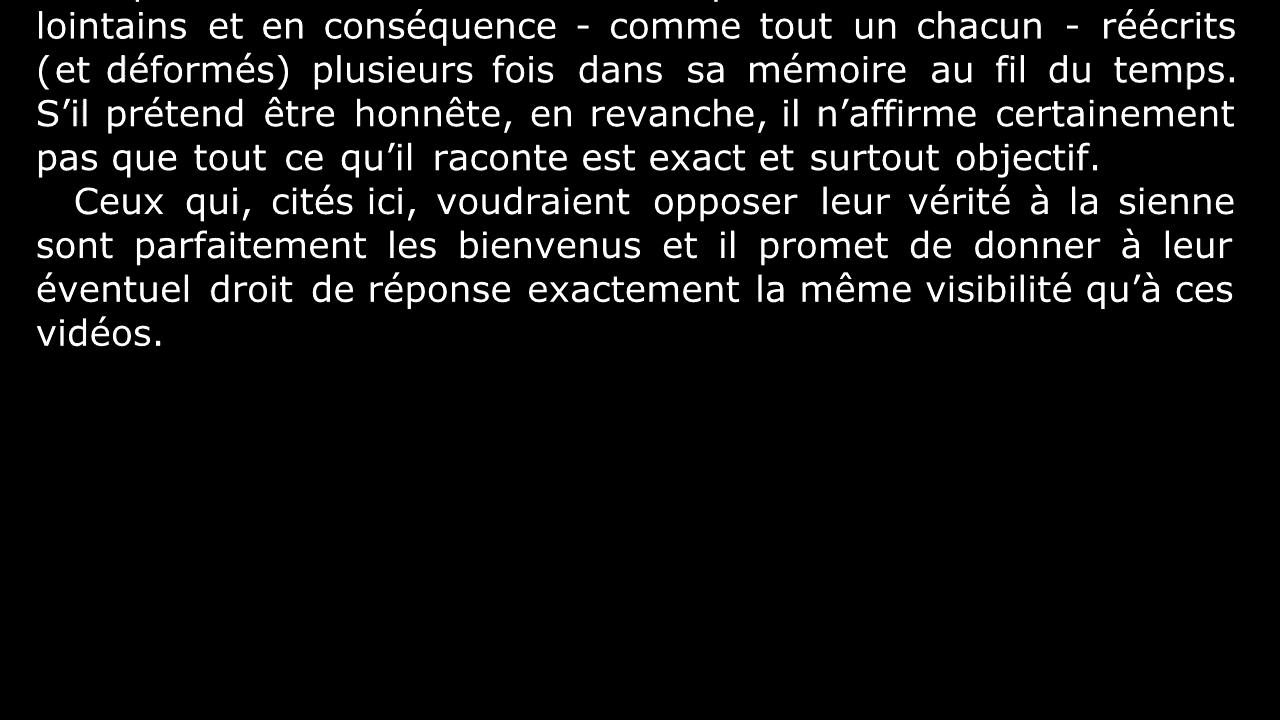 lointains et en conséquence - comme tout un chacun - réécrits
(et déformés) plusieurs fois dans sa mémoire au fil du temps.
S’il prétend être honnête, en revanche, il n’affirme certainement
pas que tout ce qu’il raconte est exact et surtout objectif.
Ceux qui, cités ici, voudraient opposer leur vérité à la sienne
sont parfaitement les bienvenus et il promet de donner à leur
éventuel droit de réponse exactement la même visibilité qu’à ces
vidéos.